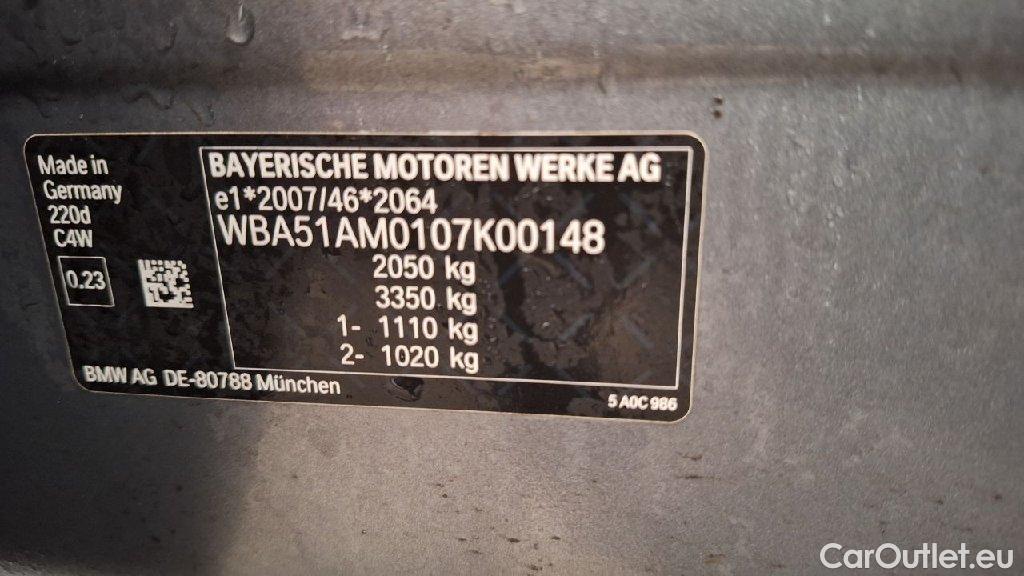 Made in
Germany
220d
C4W
0.23
BAYERISCHE MOTOREN WERKE AG
e1*2007/46*2064
WBA51AM0107K00148
2050 kg
3350 kg
1- 1110 kg
2- 1020 kg
BMW AG DE-80788 München
5 A0C 986
CarOutlet.eu